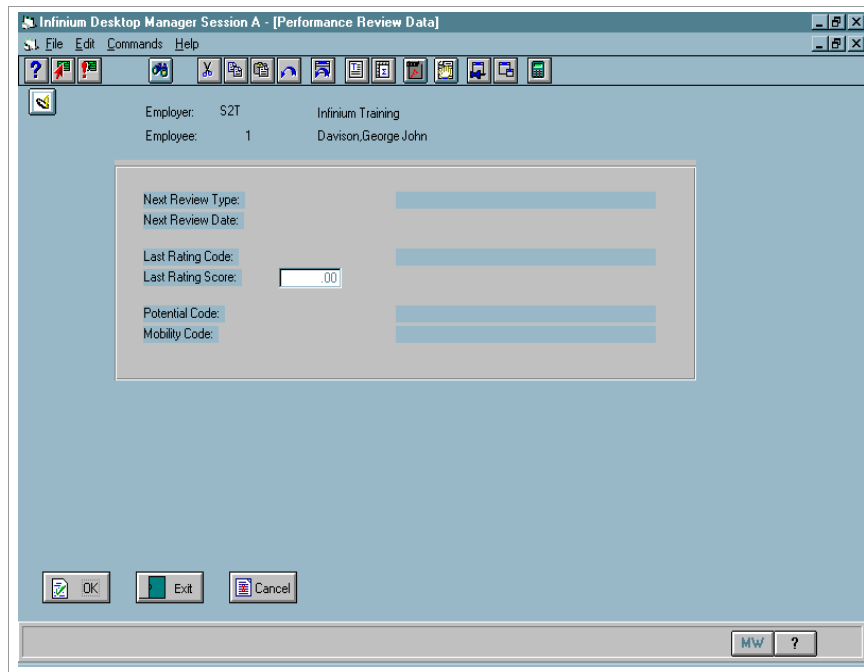 Infinium Desktop Manager Session A - [Performance Review Data]
File Edit Commands Help
Employer: S2T Infinium Training
Employee: 1 Davison,George John
Next Review Type:
Next Review Date:
Last Rating Code:
Last Rating Score: .00
Potential Code:
Mobility Code:
OK Exit Cancel
MW ?